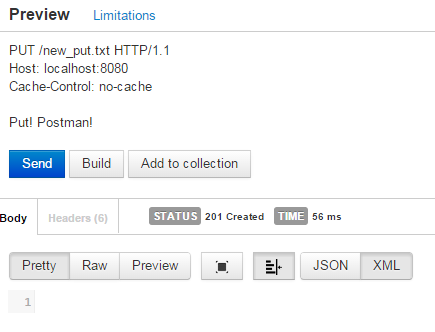 Preview Limitations
PUT /new_put.txt HTTP/1.1
Host: localhost:8080
Cache-Control: no-cache
Put! Postman!
Send Build Add to collection
Body Headers (6) STATUS 201 Created TIME 56 ms
Pretty Raw Preview JSON XML
1